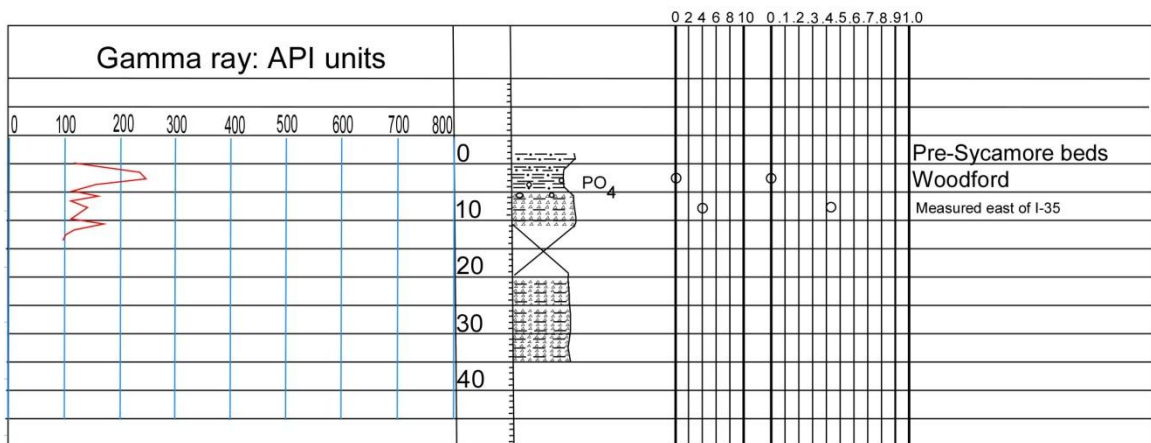 0 2 4 6 8 10 0.1.2.3.4.5.6.7.8.91.0
Gamma ray: API units
0 100 200 300 400 500 600 700 800
0
Pre-Sycamore beds
PO4
Woodford
10
Measured east of I-35
20
30
40